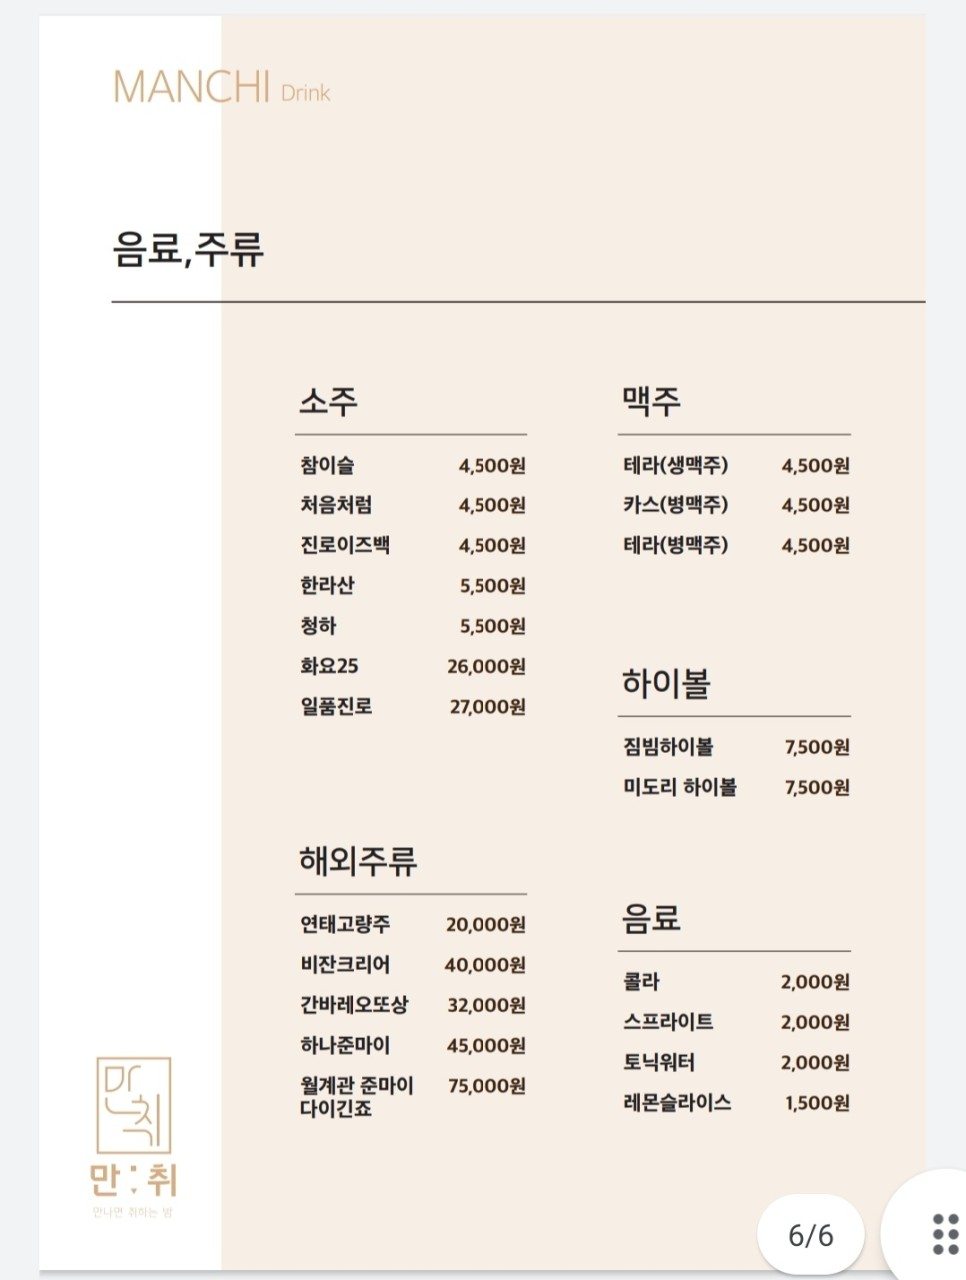 MANCHI Drink
음료,주류
소주
참이슬 4,500원
처음처럼 4,500원
진로이즈백 4,500원
한라산 5,500원
청하 5,500원
화요25 26,000원
일품진로 27,000원
해외주류
연태고량주 20,000원
비잔크리어 40,000원
간바레오또상 32,000원
하나준마이 45,000원
월계관 준마이 75,000원
다이긴죠
맥주
테라(생맥주) 4,500원
카스(병맥주) 4,500원
테라(병맥주) 4,500원
하이볼
짐빔하이볼 7,500원
미도리 하이볼 7,500원
음료
콜라 2,000원
스프라이트 2,000원
토닉워터 2,000원
레몬슬라이스 1,500원
만취
만:취
만나면 취하는 밤
6/6